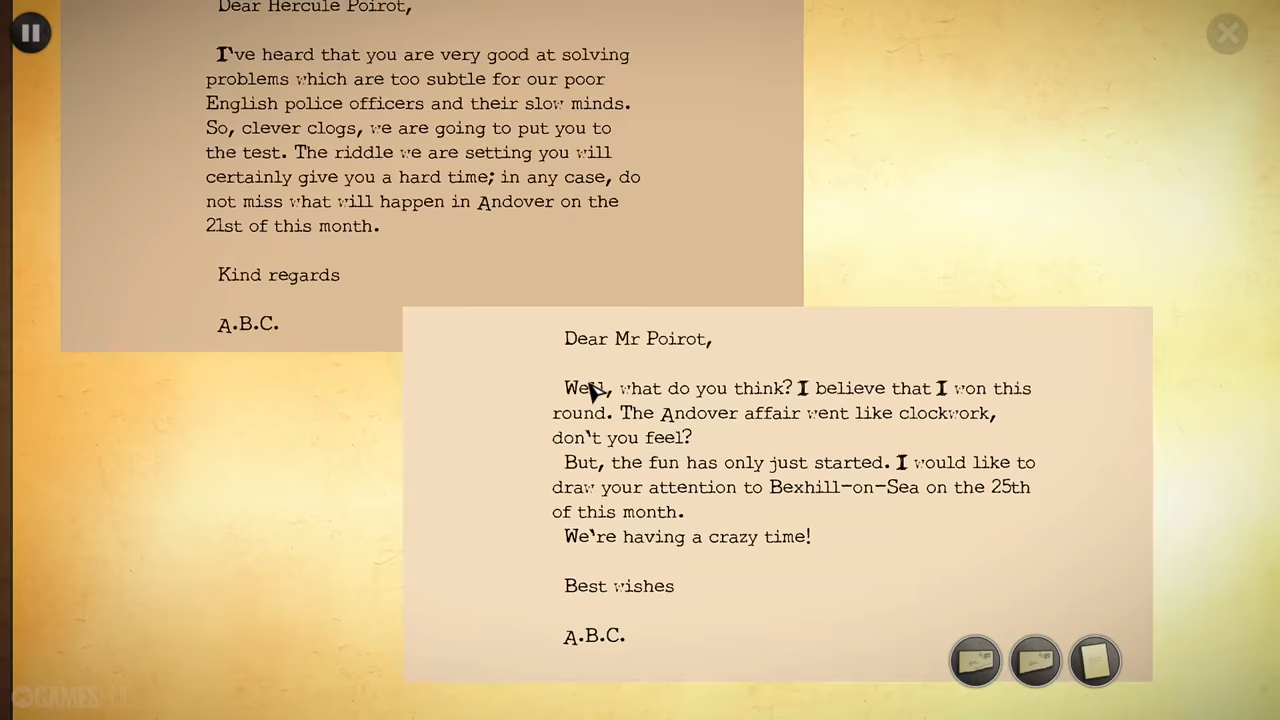 Dear Hercule Poirot,
I've heard that you are very good at solving
problems which are too subtle for our poor
English police officers and their slow minds.
So, clever clogs, we are going to put you to
the test. The riddle we are setting you will
certainly give you a hard time; in any case, do
not miss what will happen in Andover on the
21st of this month.
Kind regards
A.B.C.
Dear Mr Poirot,
Well, what do you think? I believe that I won this
round. The Andover affair went like clockwork,
don't you feel?
But, the fun has only just started. I would like to
draw your attention to Bexhill-on-Sea on the 25th
of this month.
We're having a crazy time!
Best wishes
A.B.C.